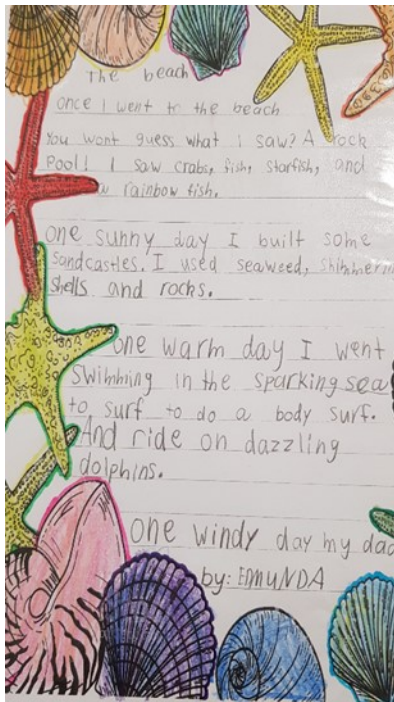 The beach
once I went to the beach
You wont guess what I saw? A rock
Pool! I saw crabs, fish, starfish, and
a rainbow fish.
one sunny day I built some
sandcastles. I used seaweed, shimmerin
shells and rocks.
one warm day I went
swimming in the sparking sea
to surf to do a body surf.
And ride on dazzling
dolphins.
one windy day my dad
by: EMUNDA